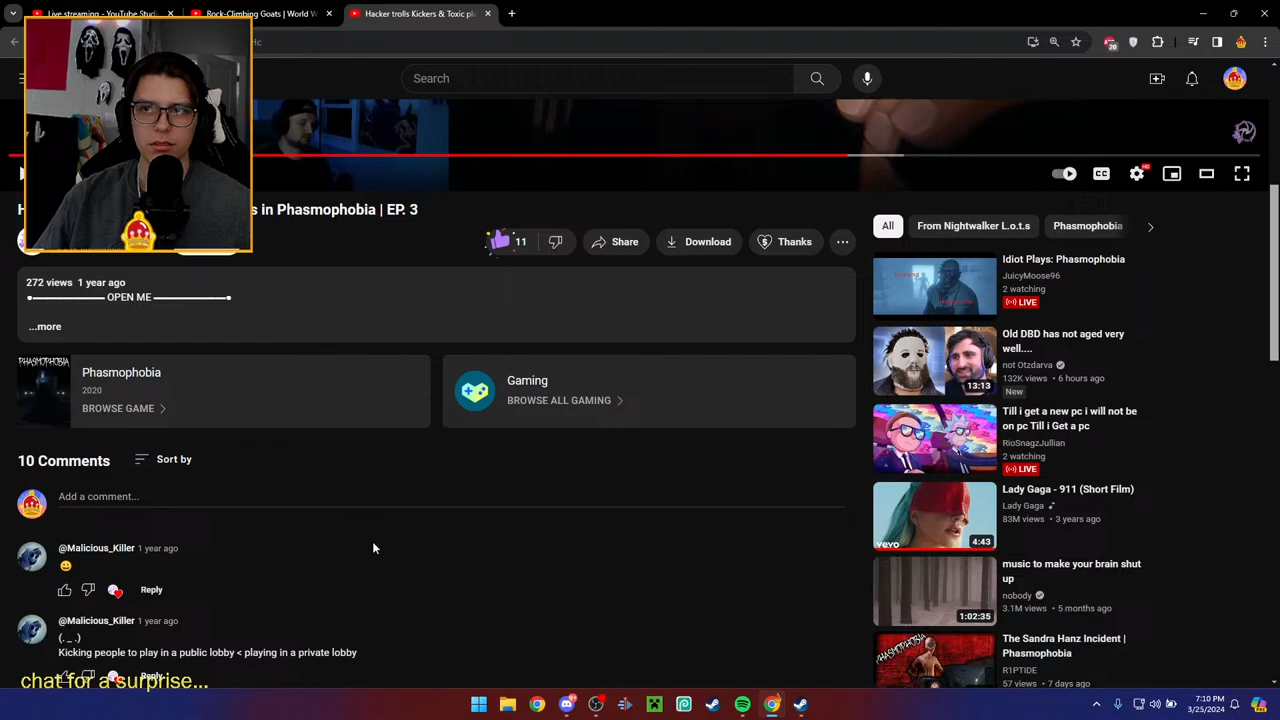 Live streaming - YouTube Studi
Rock-Climbing Goats | World W
Hacker trolls Kickers & Toxic pl
20
Search
HD
s in Phasmophobia | EP. 3
11
Share
Download
Thanks
272 views 1 year ago
OPEN ME
...more
PHASMOPHOBIA
Phasmophobia
2020
BROWSE GAME
Gaming
BROWSE ALL GAMING
10 Comments
Sort by
Add a comment...
@Malicious_Killer 1 year ago
😄
Reply
@Malicious_Killer 1 year ago
(. _ .)
Kicking people to play in a public lobby < playing in a private lobby
chat for a surprise...
All
From Nightwalker L.o.t.s
Phasmophobia
Idiot Plays: Phasmophobia
JuicyMoose96
2 watching
LIVE
Old DBD has not aged very
well....
not Otzdarva
132K views • 6 hours ago
New
13:13
Till i get a new pc i will not be
on pc Till i Get a pc
RioSnagzJullian
2 watching
LIVE
Lady Gaga - 911 (Short Film)
Lady Gaga
83M views • 3 years ago
vevo
4:43
music to make your brain shut
up
nobody
3.1M views • 5 months ago
1:02:35
The Sandra Hanz Incident |
Phasmophobia
R1PTIDE
57 views • 7 days ago
7:10 PM
3/25/2024